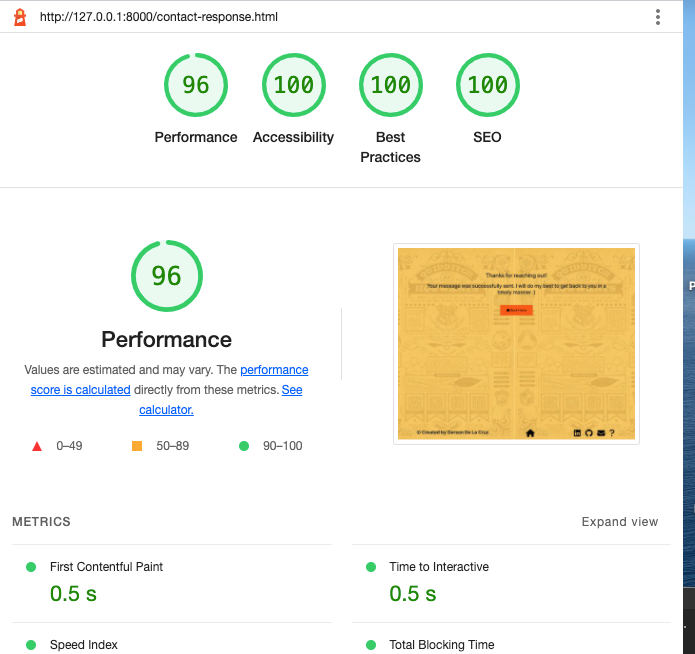 http://127.0.0.1:8000/contact-response.html
96
100
100
100
Performance
Accessibility
Best
Practices
SEO
96
Performance
Values are estimated and may vary. The performance
score is calculated directly from these metrics. See
calculator.
0–49
50–89
90–100
Thanks for reaching out!
Your message was successfully sent. I will do my best to get back to you in a
timely manner :)
© Created by Gerson De La Cruz
METRICS
Expand view
First Contentful Paint
0.5 s
Time to Interactive
0.5 s
Speed Index
Total Blocking Time
P